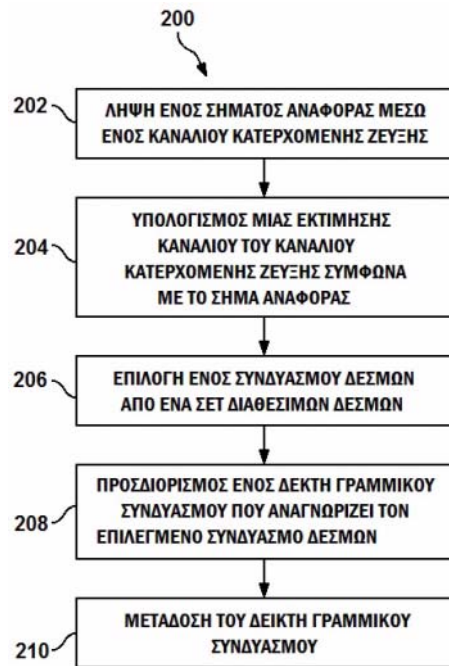 200
202
ΛΗΨΗ ΕΝΟΣ ΣΗΜΑΤΟΣ ΑΝΑΦΟΡΑΣ ΜΕΣΩ
ΕΝΟΣ ΚΑΝΑΛΙΟΥ ΚΑΤΕΡΧΟΜΕΝΗΣ ΖΕΥΞΗΣ
204
ΥΠΟΛΟΓΙΣΜΟΣ ΜΙΑΣ ΕΚΤΙΜΗΣΗΣ
ΚΑΝΑΛΙΟΥ ΤΟΥ ΚΑΝΑΛΙΟΥ
ΚΑΤΕΡΧΟΜΕΝΗΣ ΖΕΥΞΗΣ ΣΥΜΦΩΝΑ
ΜΕ ΤΟ ΣΗΜΑ ΑΝΑΦΟΡΑΣ
206
ΕΠΙΛΟΓΗ ΕΝΟΣ ΣΥΝΔΥΑΣΜΟΥ ΔΕΣΜΩΝ
ΑΠΟ ΕΝΑ ΣΕΤ ΔΙΑΘΕΣΙΜΩΝ ΔΕΣΜΩΝ
208
ΠΡΟΣΔΙΟΡΙΣΜΟΣ ΕΝΟΣ ΔΕΚΤΗ ΓΡΑΜΜΙΚΟΥ
ΣΥΝΔΥΑΣΜΟΥ ΠΟΥ ΑΝΑΓΝΩΡΙΖΕΙ ΤΟΝ
ΕΠΙΛΕΓΜΕΝΟ ΣΥΝΔΥΑΣΜΟ ΔΕΣΜΩΝ
210
ΜΕΤΑΔΟΣΗ ΤΟΥ ΔΕΙΚΤΗ ΓΡΑΜΜΙΚΟΥ
ΣΥΝΔΥΑΣΜΟΥ